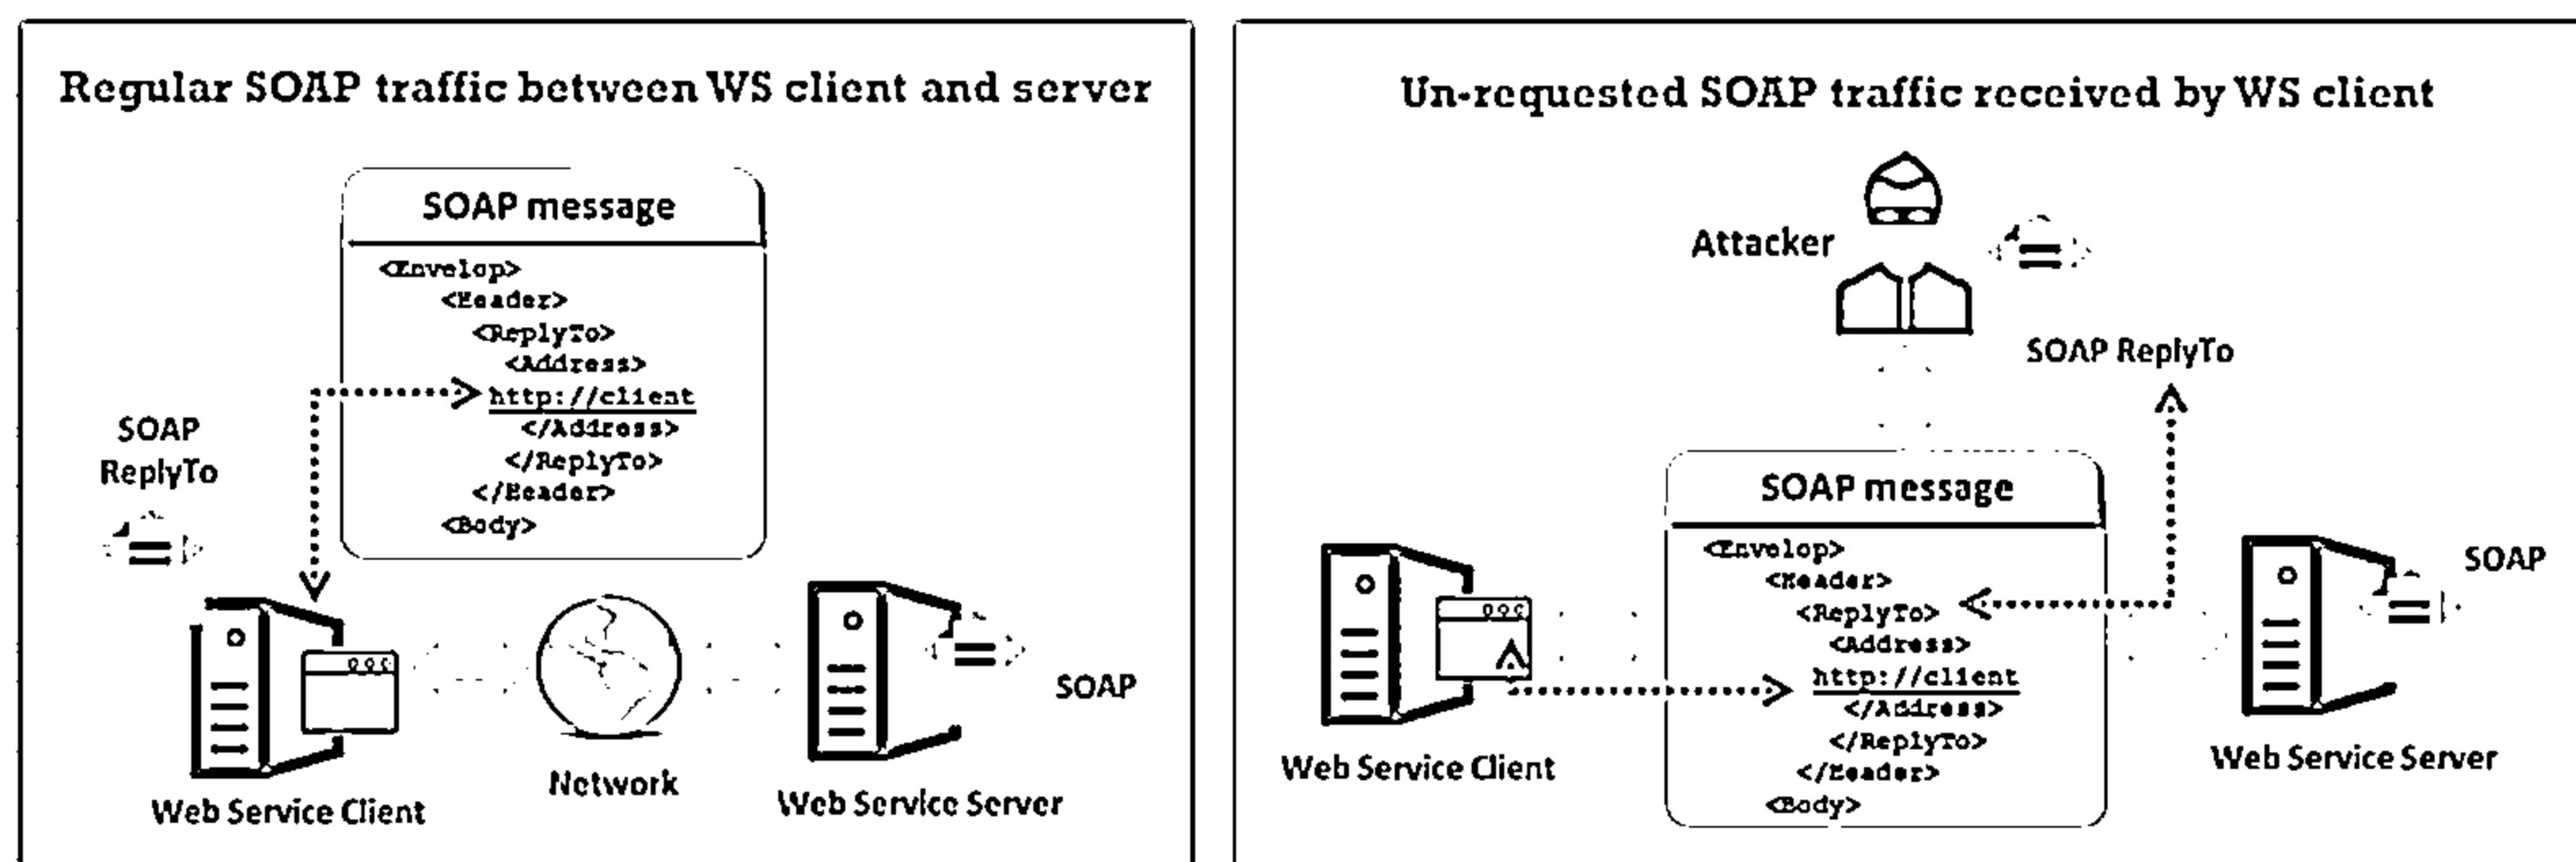 Regular SOAP traffic between WS client and server
SOAP message
<Envelop>
<Header>
<ReplyTo>
<Address>
http://client
</Address>
</ReplyTo>
</Header>
<Body>
SOAP
ReplyTo
Web Service Client
Network
Web Service Server
SOAP
Un-requested SOAP traffic received by WS client
Attacker
SOAP ReplyTo
SOAP message
<Envelop>
<Header>
<ReplyTo>
<Address>
http://client
</Address>
</ReplyTo>
</Header>
<Body>
Web Service Client
SOAP
Web Service Server